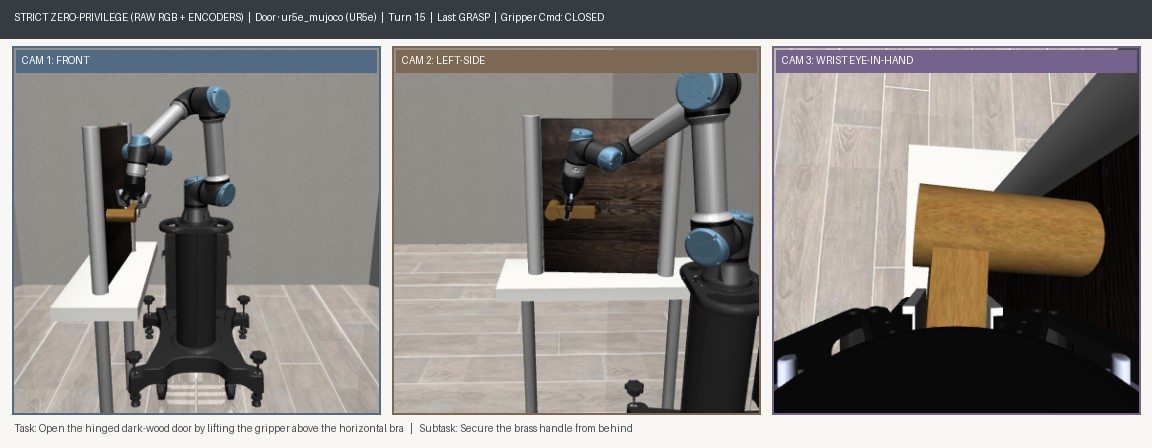 STRICT ZERO-PRIVILEGE (RAW RGB + ENCODERS) | Door · ur5e_mujoco (UR5e) | Turn 15 | Last GRASP | Gripper Cmd: CLOSED
CAM 1: FRONT
CAM 2: LEFT-SIDE
CAM 3: WRIST EYE-IN-HAND
Task: Open the hinged dark-wood door by lifting the gripper above the horizontal bra | Subtask: Secure the brass handle from behind